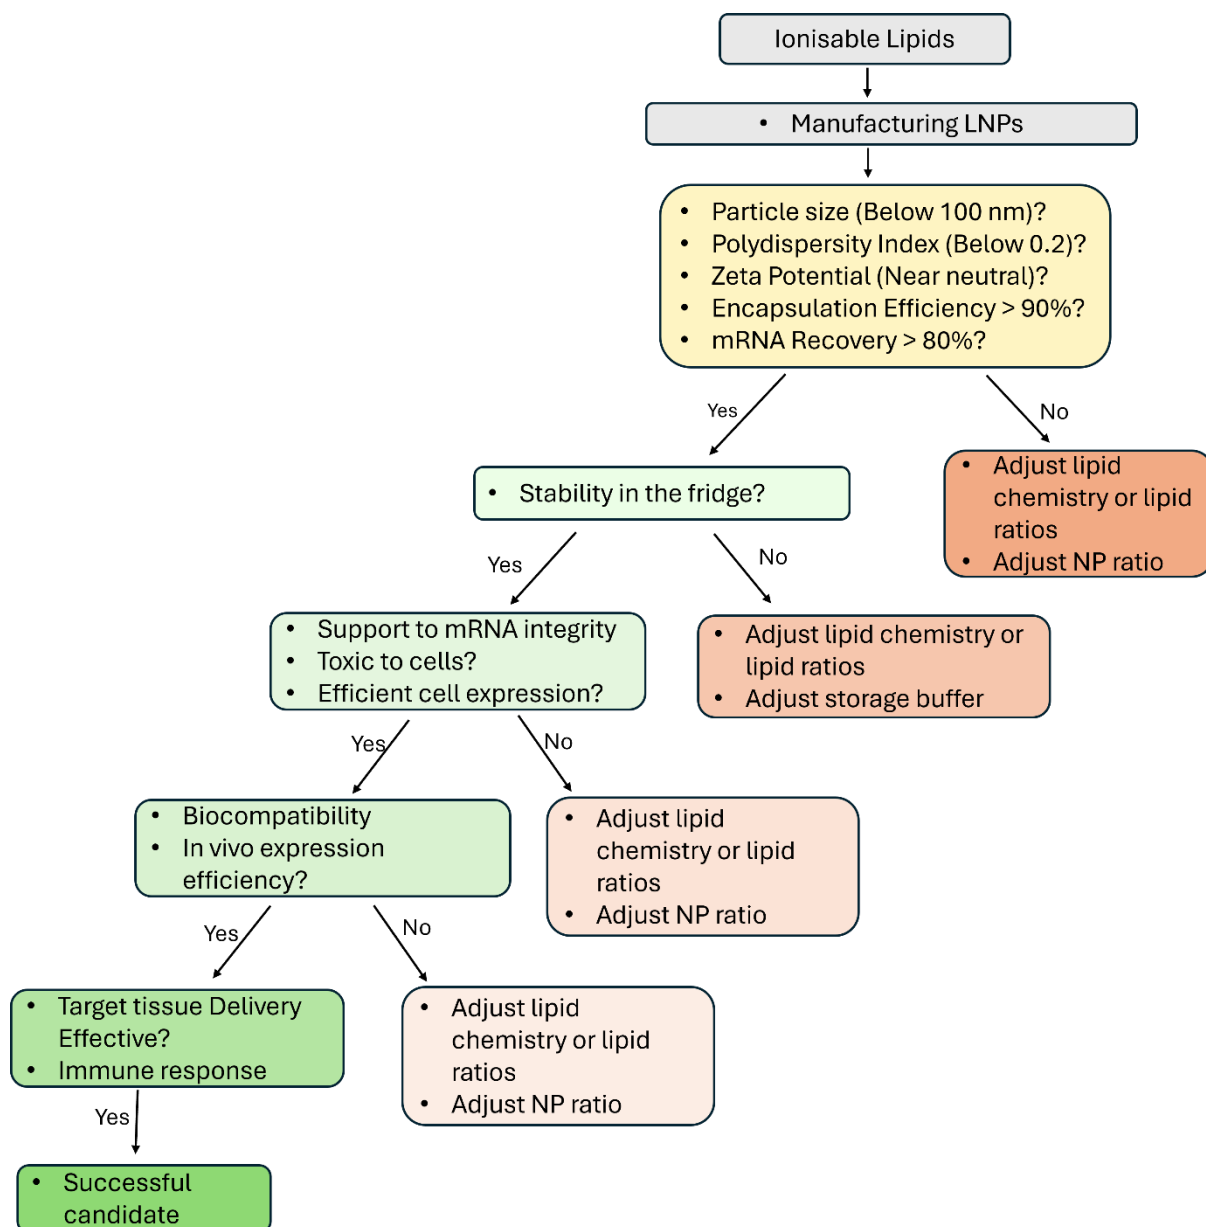 Ionisable Lipids
• Manufacturing LNPs
• Particle size (Below 100 nm)?
• Polydispersity Index (Below 0.2)?
• Zeta Potential (Near neutral)?
• Encapsulation Efficiency > 90%?
• mRNA Recovery > 80%?
Yes
No
• Stability in the fridge?
• Adjust lipid
chemistry or lipid
ratios
• Adjust NP ratio
Yes
No
• Support to mRNA integrity
• Toxic to cells?
• Efficient cell expression?
• Adjust lipid chemistry or
lipid ratios
• Adjust storage buffer
Yes
No
• Biocompatibility
• In vivo expression
efficiency?
• Adjust lipid
chemistry or lipid
ratios
• Adjust NP ratio
Yes
No
• Target tissue Delivery
Effective?
• Immune response
• Adjust lipid
chemistry or lipid
ratios
• Adjust NP ratio
Yes
• Successful
candidate